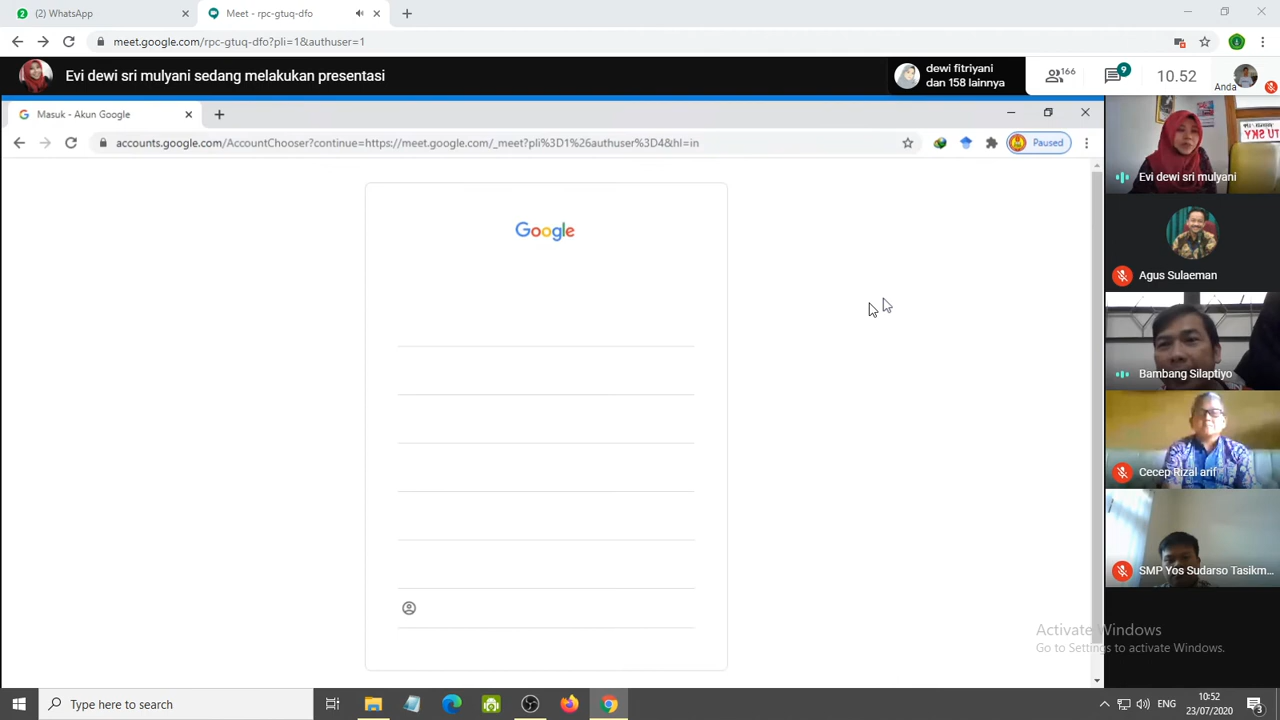 2
(2) WhatsApp
Meet - rpc-gtuq-dfo
meet.google.com/rpc-gtuq-dfo?pli=1&authuser=1
Evi dewi sri mulyani sedang melakukan presentasi
dewi fitriyani
dan 158 lainnya
166
9
10.52
Anda
Masuk - Akun Google
accounts.google.com/AccountChooser?continue=https://meet.google.com/_meet?pli%3D1%26authuser%3D4&hl=in
Paused
Google
TU SKY
Evi dewi sri mulyani
Agus Sulaeman
Bambang Silaptiyo
Cecep Rizal arif
SMP Yos Sudarso Tasikm...
Activate Windows
Go to Settings to activate Windows.
Type here to search
ENG
10:52
23/07/2020
3